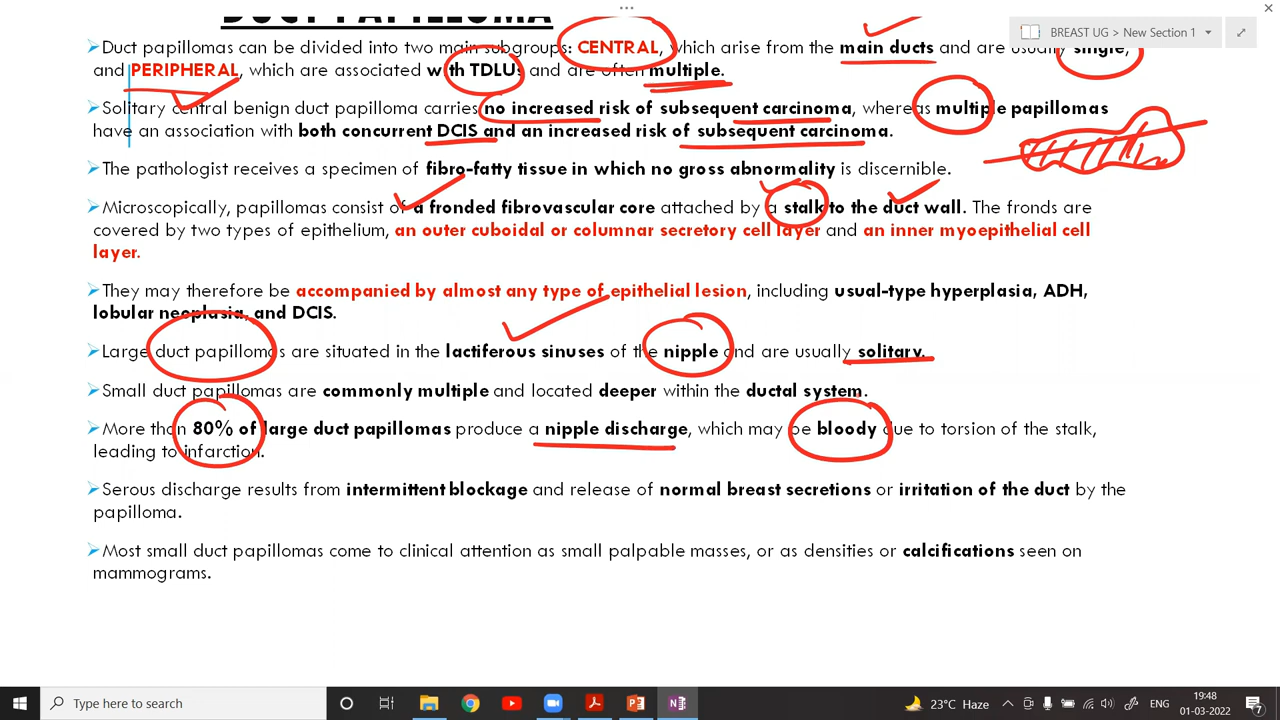 DUCT PAPILLOMA
BREAST UG > New Section 1
Duct papillomas can be divided into two main subgroups: CENTRAL, which arise from the main ducts and are usually single,
and PERIPHERAL, which are associated with TDLUs and are often multiple.
Solitary central benign duct papilloma carries no increased risk of subsequent carcinoma, whereas multiple papillomas
have an association with both concurrent DCIS and an increased risk of subsequent carcinoma.
The pathologist receives a specimen of fibro-fatty tissue in which no gross abnormality is discernible.
Microscopically, papillomas consist of a fronded fibrovascular core attached by a stalk to the duct wall. The fronds are
covered by two types of epithelium, an outer cuboidal or columnar secretory cell layer and an inner myoepithelial cell
layer.
They may therefore be accompanied by almost any type of epithelial lesion, including usual-type hyperplasia, ADH,
lobular neoplasia, and DCIS.
Large duct papillomas are situated in the lactiferous sinuses of the nipple and are usually solitary.
Small duct papillomas are commonly multiple and located deeper within the ductal system.
More than 80% of large duct papillomas produce a nipple discharge, which may be bloody due to torsion of the stalk,
leading to infarction.
Serous discharge results from intermittent blockage and release of normal breast secretions or irritation of the duct by the
papilloma.
Most small duct papillomas come to clinical attention as small palpable masses, or as densities or calcifications seen on
mammograms.
Type here to search
23°C Haze
ENG
19:48
01-03-2022
7